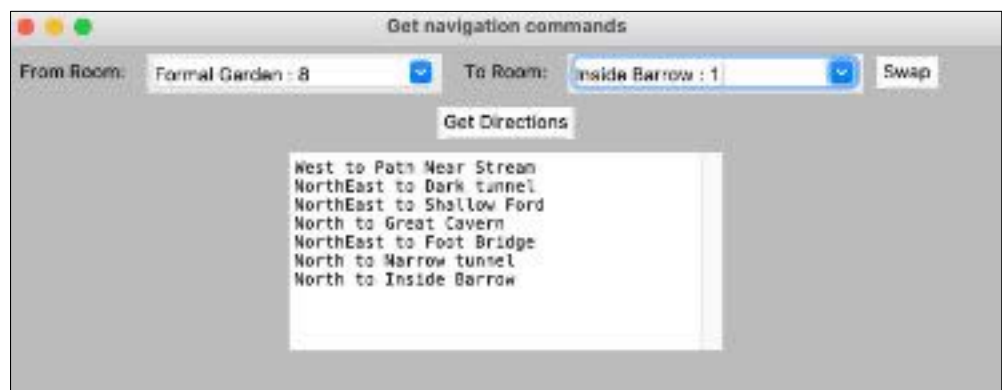 Get navigation commands
From Room: Formal Garden : 8 To Room: Inside Barrow : 1 Swap
Get Directions
West to Path Near Stream
NorthEast to Dark tunnel
NorthEast to Shallow Ford
North to Great Cavern
NorthEast to Foot Bridge
North to Narrow tunnel
North to Inside Barrow